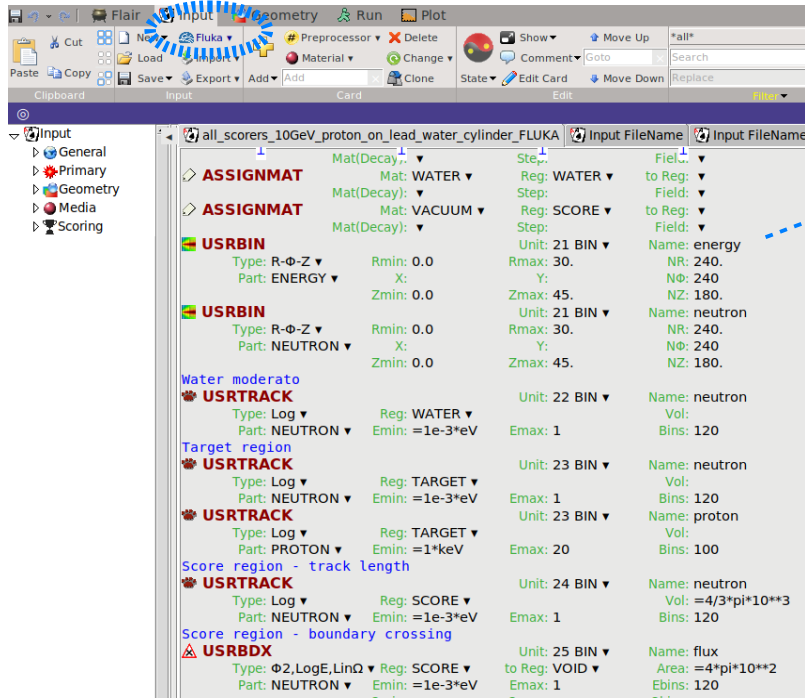 Flair Input Geometry Run Plot
Cut New Fluka Preprocessor Delete Show Move Up *all*
Load Import Material Change Comment Goto Search
Paste Copy Save Export Add Add Clone State Edit Card Move Down Replace
Clipboard Input Card Edit Filter
Input all_scorers_10GeV_proton_on_lead_water_cylinder_FLUKA Input FileName Input FileName
General Mat(Decay): Step: Field:
Primary ASSIGNMAT Mat: WATER Reg: WATER to Reg:
Geometry Mat(Decay): Step: Field:
Media ASSIGNMAT Mat: VACUUM Reg: SCORE to Reg:
Scoring Mat(Decay): Step: Field:
USRBIN Unit: 21 BIN Name: energy
Type: R-Φ-Z Rmin: 0.0 Rmax: 30. NR: 240.
Part: ENERGY X: Y: NΦ: 240
Zmin: 0.0 Zmax: 45. NZ: 180.
USRBIN Unit: 21 BIN Name: neutron
Type: R-Φ-Z Rmin: 0.0 Rmax: 30. NR: 240.
Part: NEUTRON X: Y: NΦ: 240
Zmin: 0.0 Zmax: 45. NZ: 180.
Water moderato
USRTRACK Unit: 22 BIN Name: neutron
Type: Log Reg: WATER Vol:
Part: NEUTRON Emin: =1e-3*eV Emax: 1 Bins: 120
Target region
USRTRACK Unit: 23 BIN Name: neutron
Type: Log Reg: TARGET Vol:
Part: NEUTRON Emin: =1e-3*eV Emax: 1 Bins: 120
USRTRACK Unit: 23 BIN Name: proton
Type: Log Reg: TARGET Vol:
Part: PROTON Emin: =1*keV Emax: 20 Bins: 100
Score region - track length
USRTRACK Unit: 24 BIN Name: neutron
Type: Log Reg: SCORE Vol: =4/3*pi*10**3
Part: NEUTRON Emin: =1e-3*eV Emax: 1 Bins: 120
Score region - boundary crossing
USRBDX Unit: 25 BIN Name: flux
Type: Φ2,LogE,LinΩ Reg: SCORE to Reg: VOID Area: =4*pi*10**2
Part: NEUTRON Emin: =1e-3*eV Emax: 1 Ebins: 120